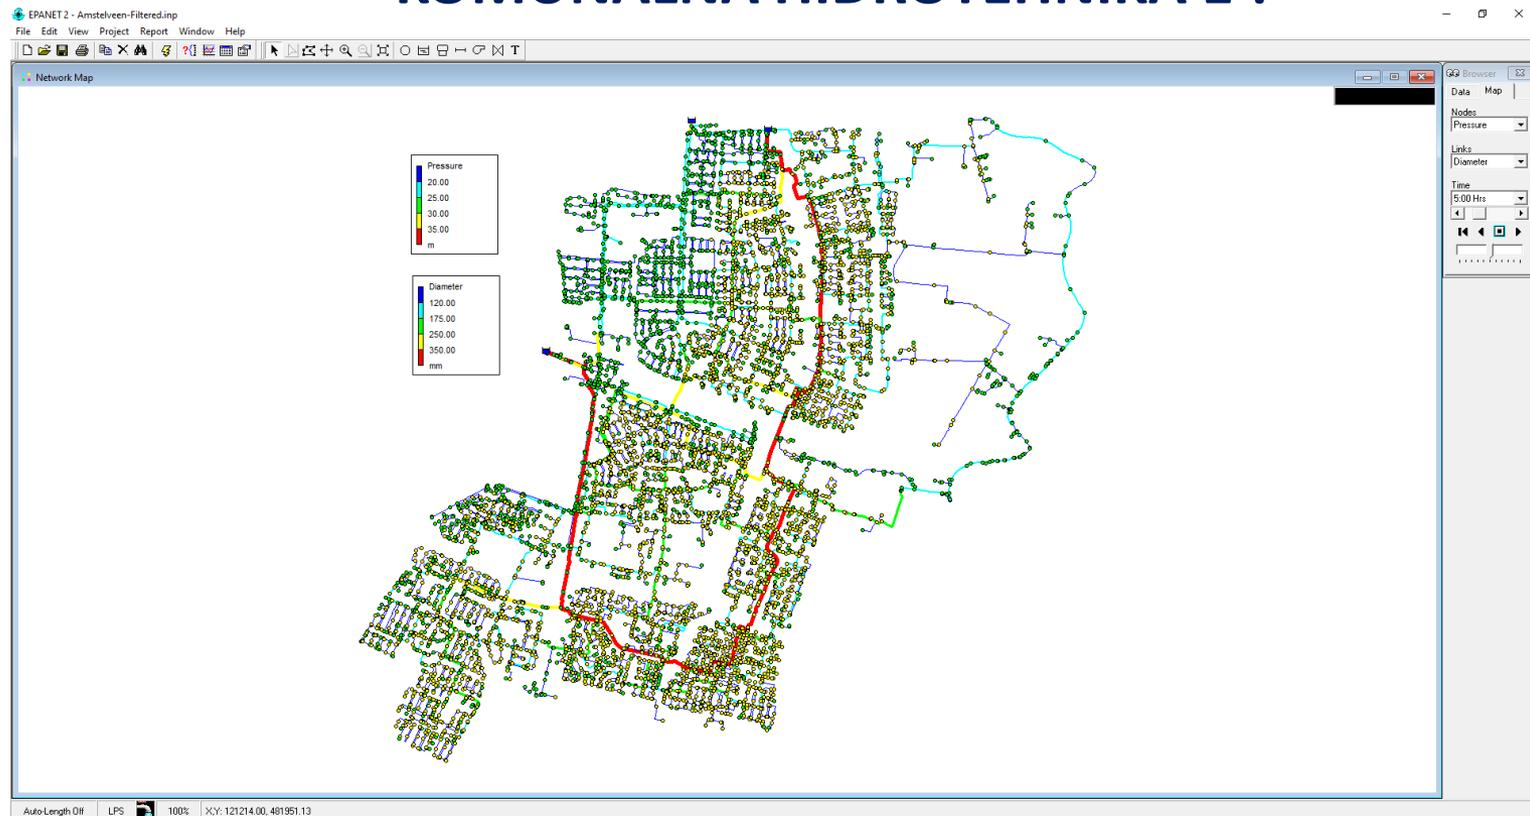 EPANET 2 - Amstelveen-Filtered.inp
File Edit View Project Report Window Help
T
Network Map
Browser
Data Map
Nodes
Pressure
Links
Diameter
Time
5:00 Hrs
Pressure
20.00
25.00
30.00
35.00
m
Diameter
120.00
175.00
250.00
350.00
mm
Auto-Length Off LPS 100% X,Y: 121214.00, 481951.13